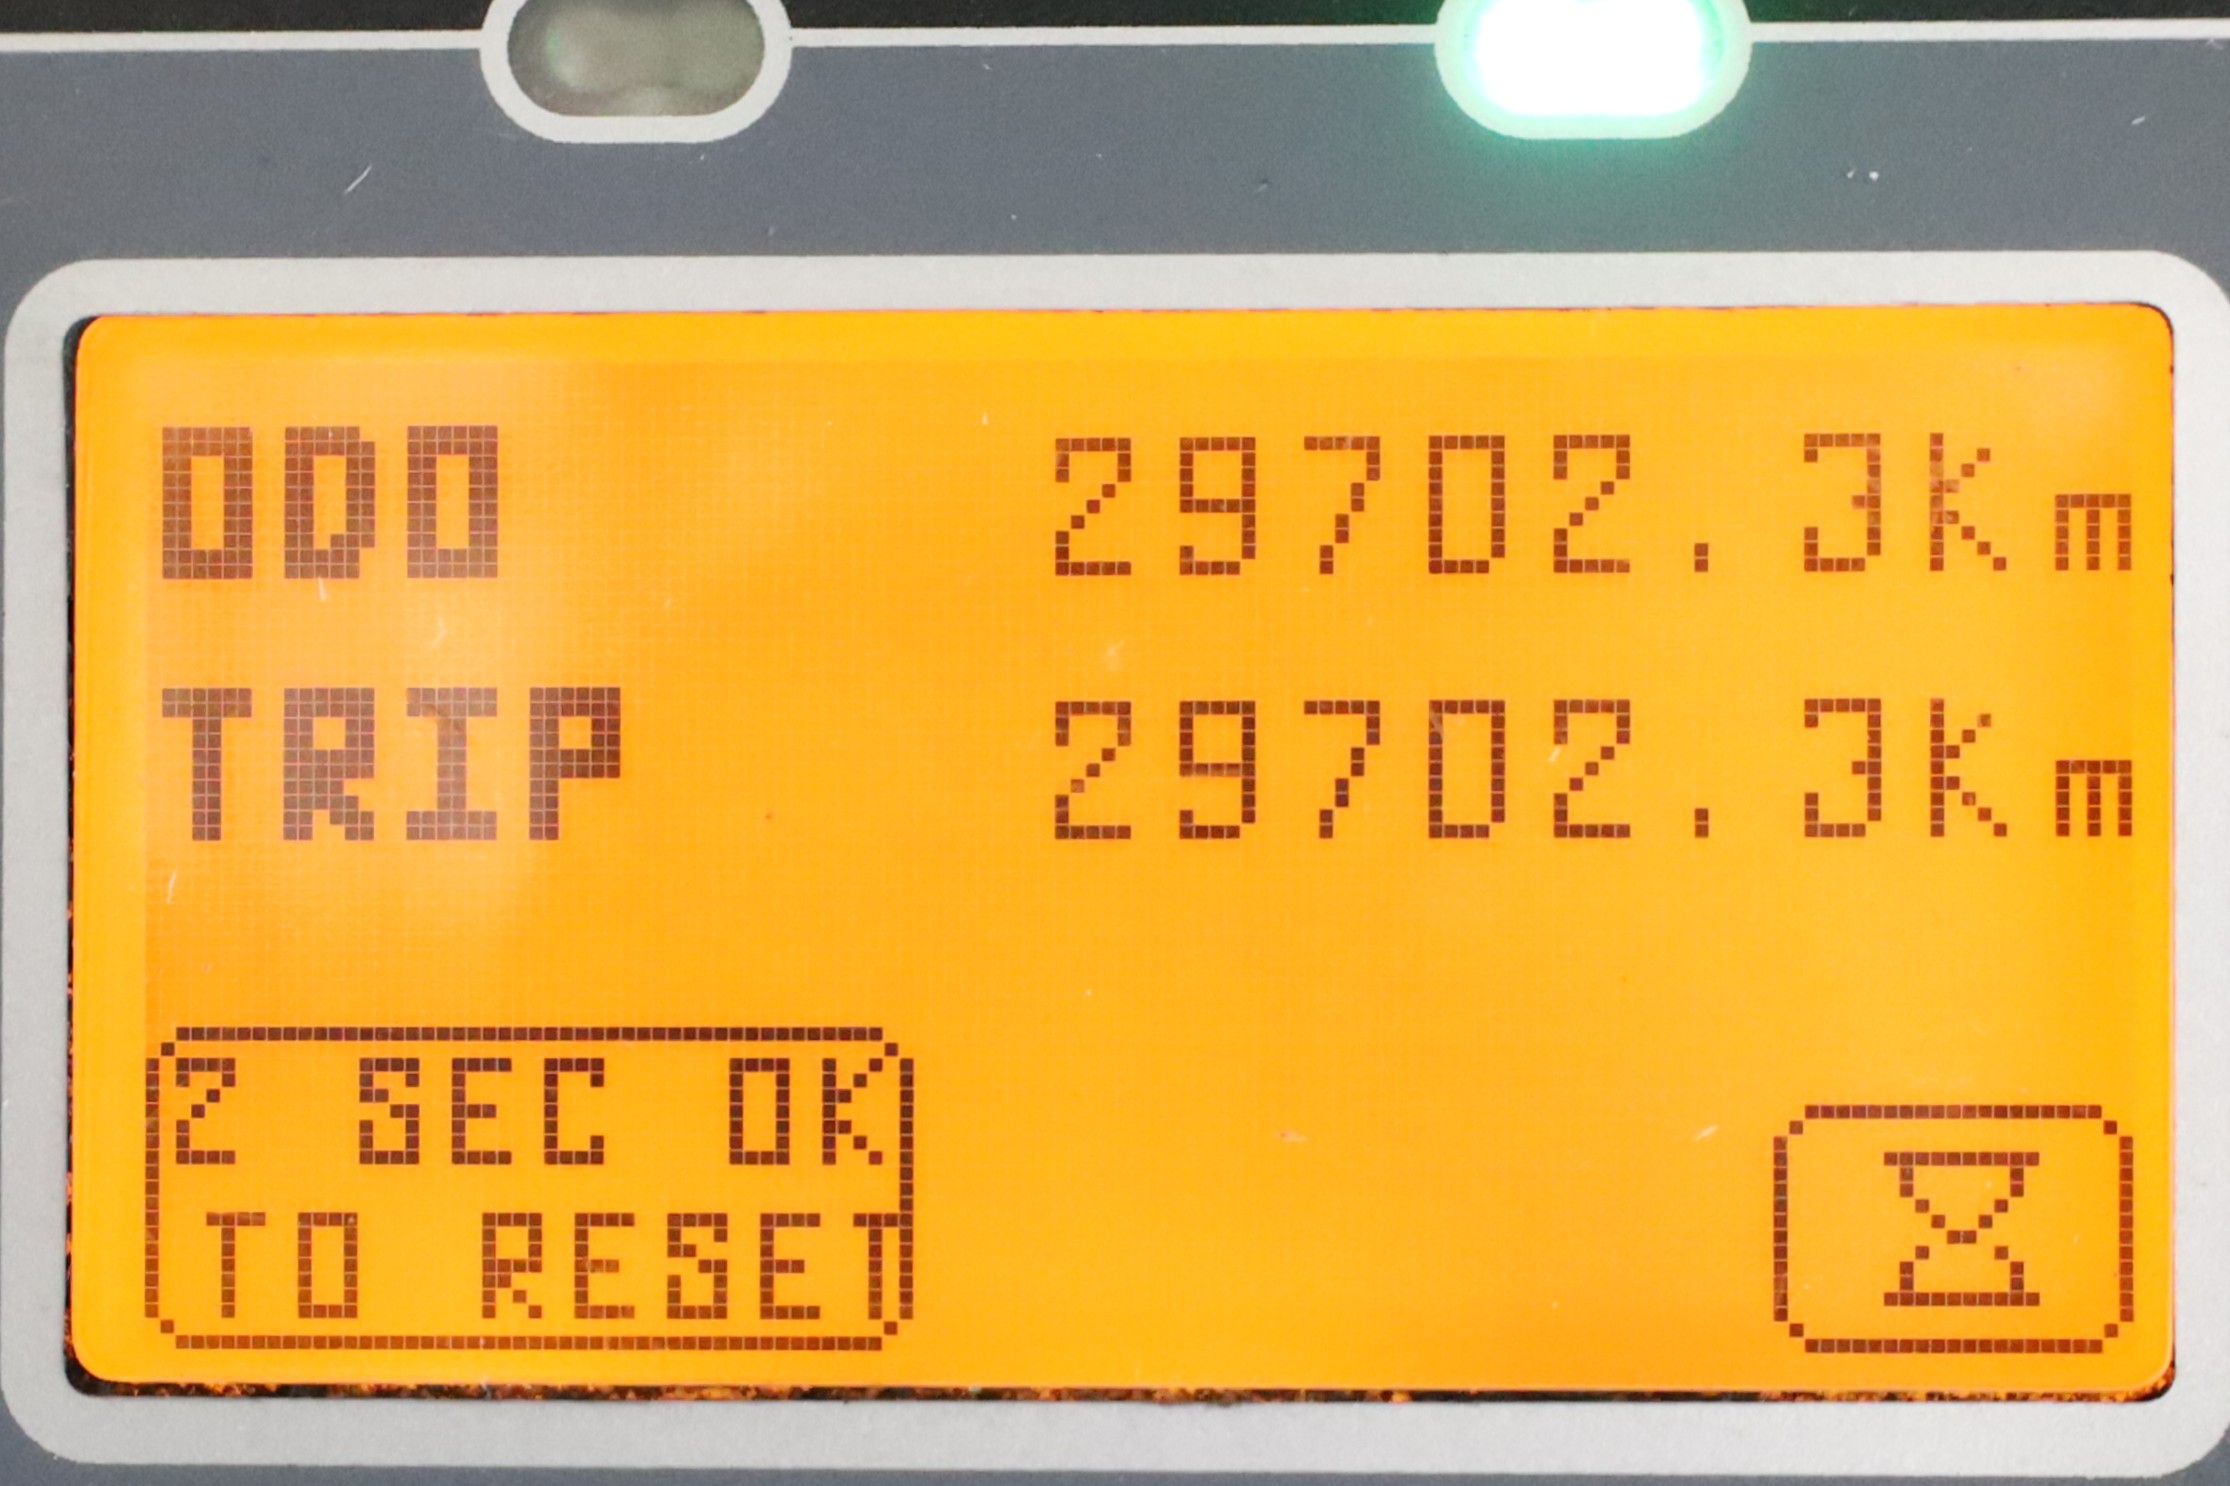 ODO 29702.3Km
TRIP 29702.3Km
2 SEC OK
TO RESET